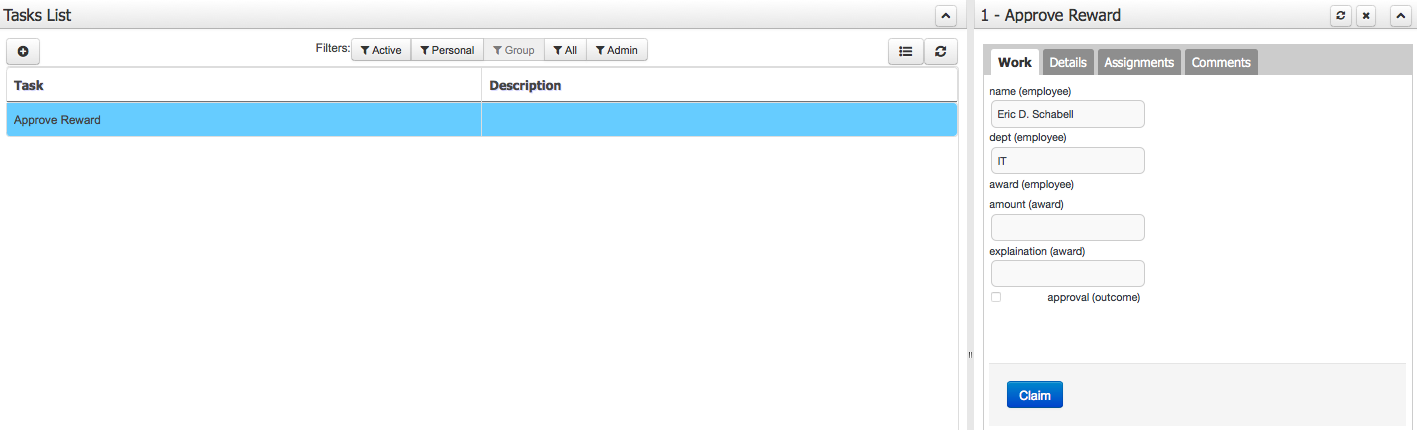 Tasks List
Filters: Active Personal Group All Admin
Task Description
Approve Reward
1 - Approve Reward
Work Details Assignments Comments
name (employee)
Eric D. Schabell
dept (employee)
IT
award (employee)
amount (award)
explaination (award)
approval (outcome)
Claim